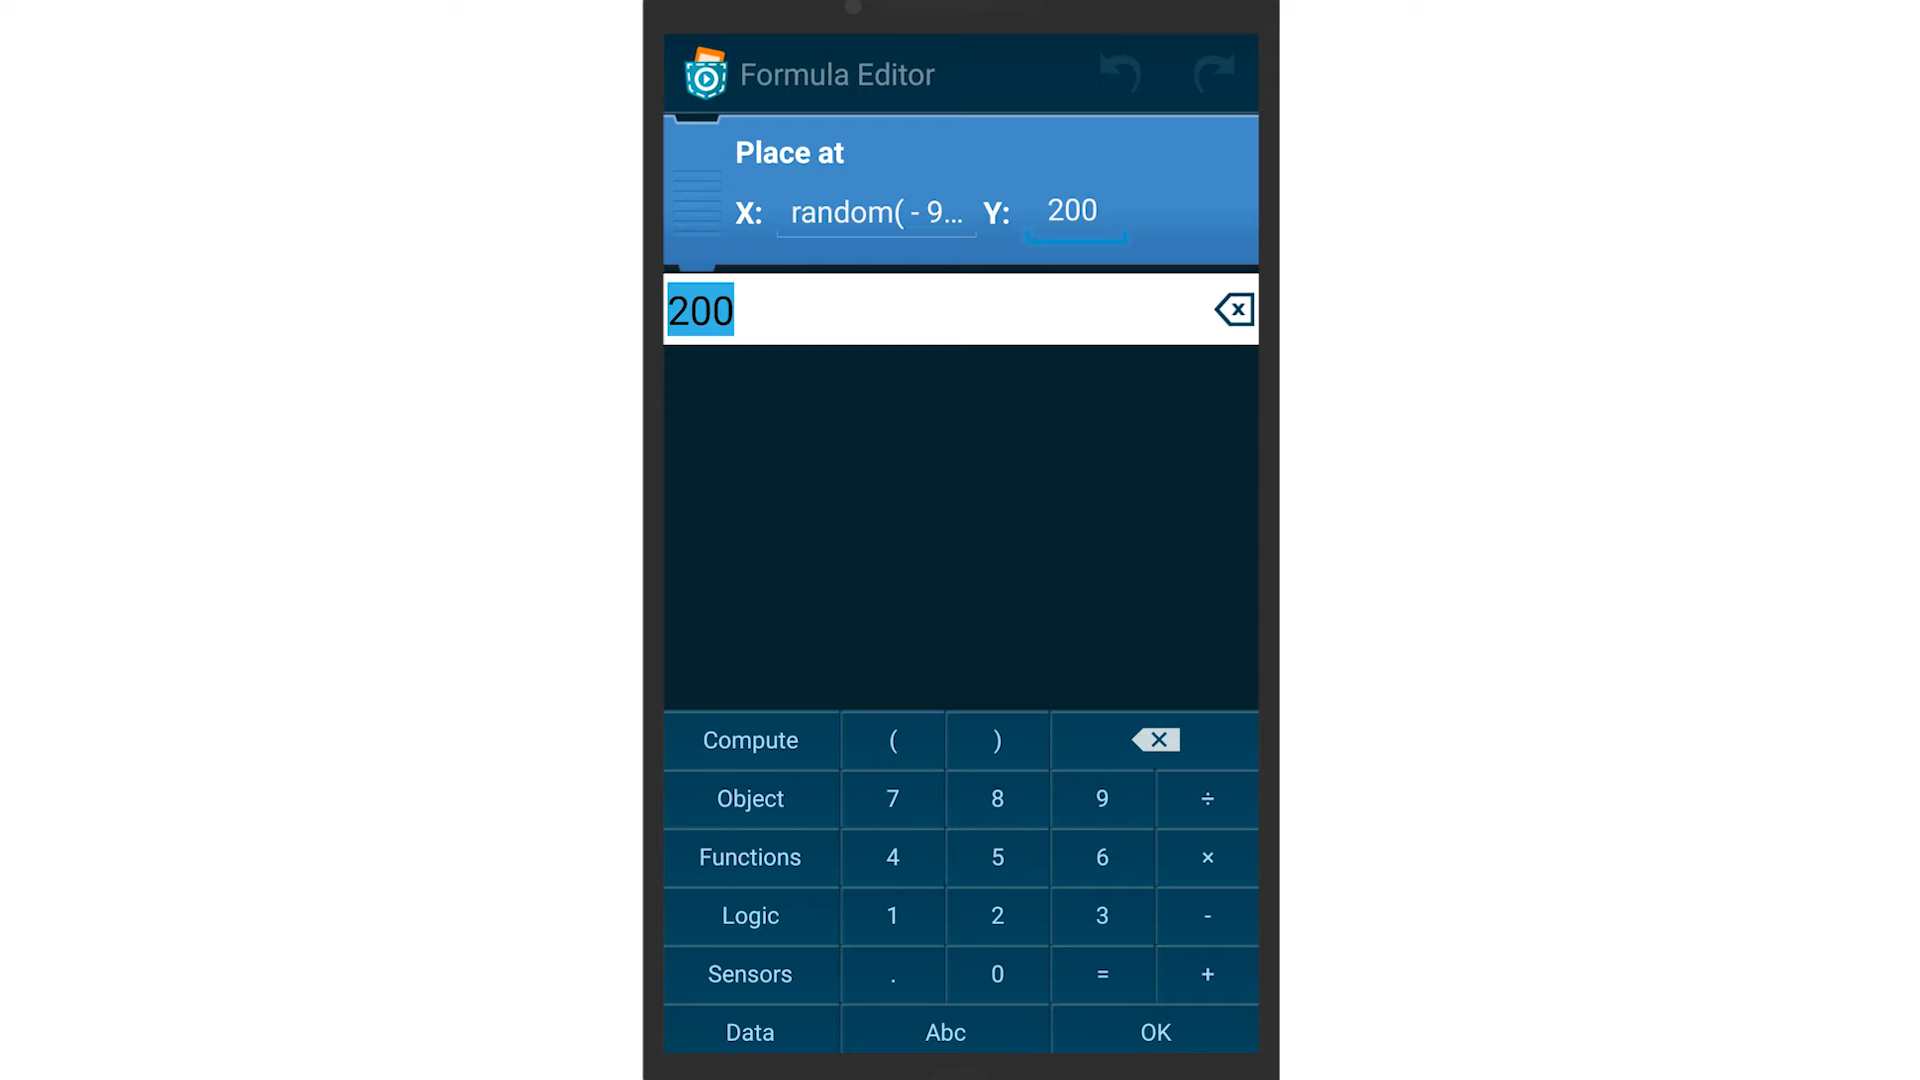 Formula Editor
Place at
X: random( - 9... Y: 200
200
Compute ( )
Object 7 8 9 ÷
Functions 4 5 6 ×
Logic 1 2 3 -
Sensors . 0 = +
Data Abc OK